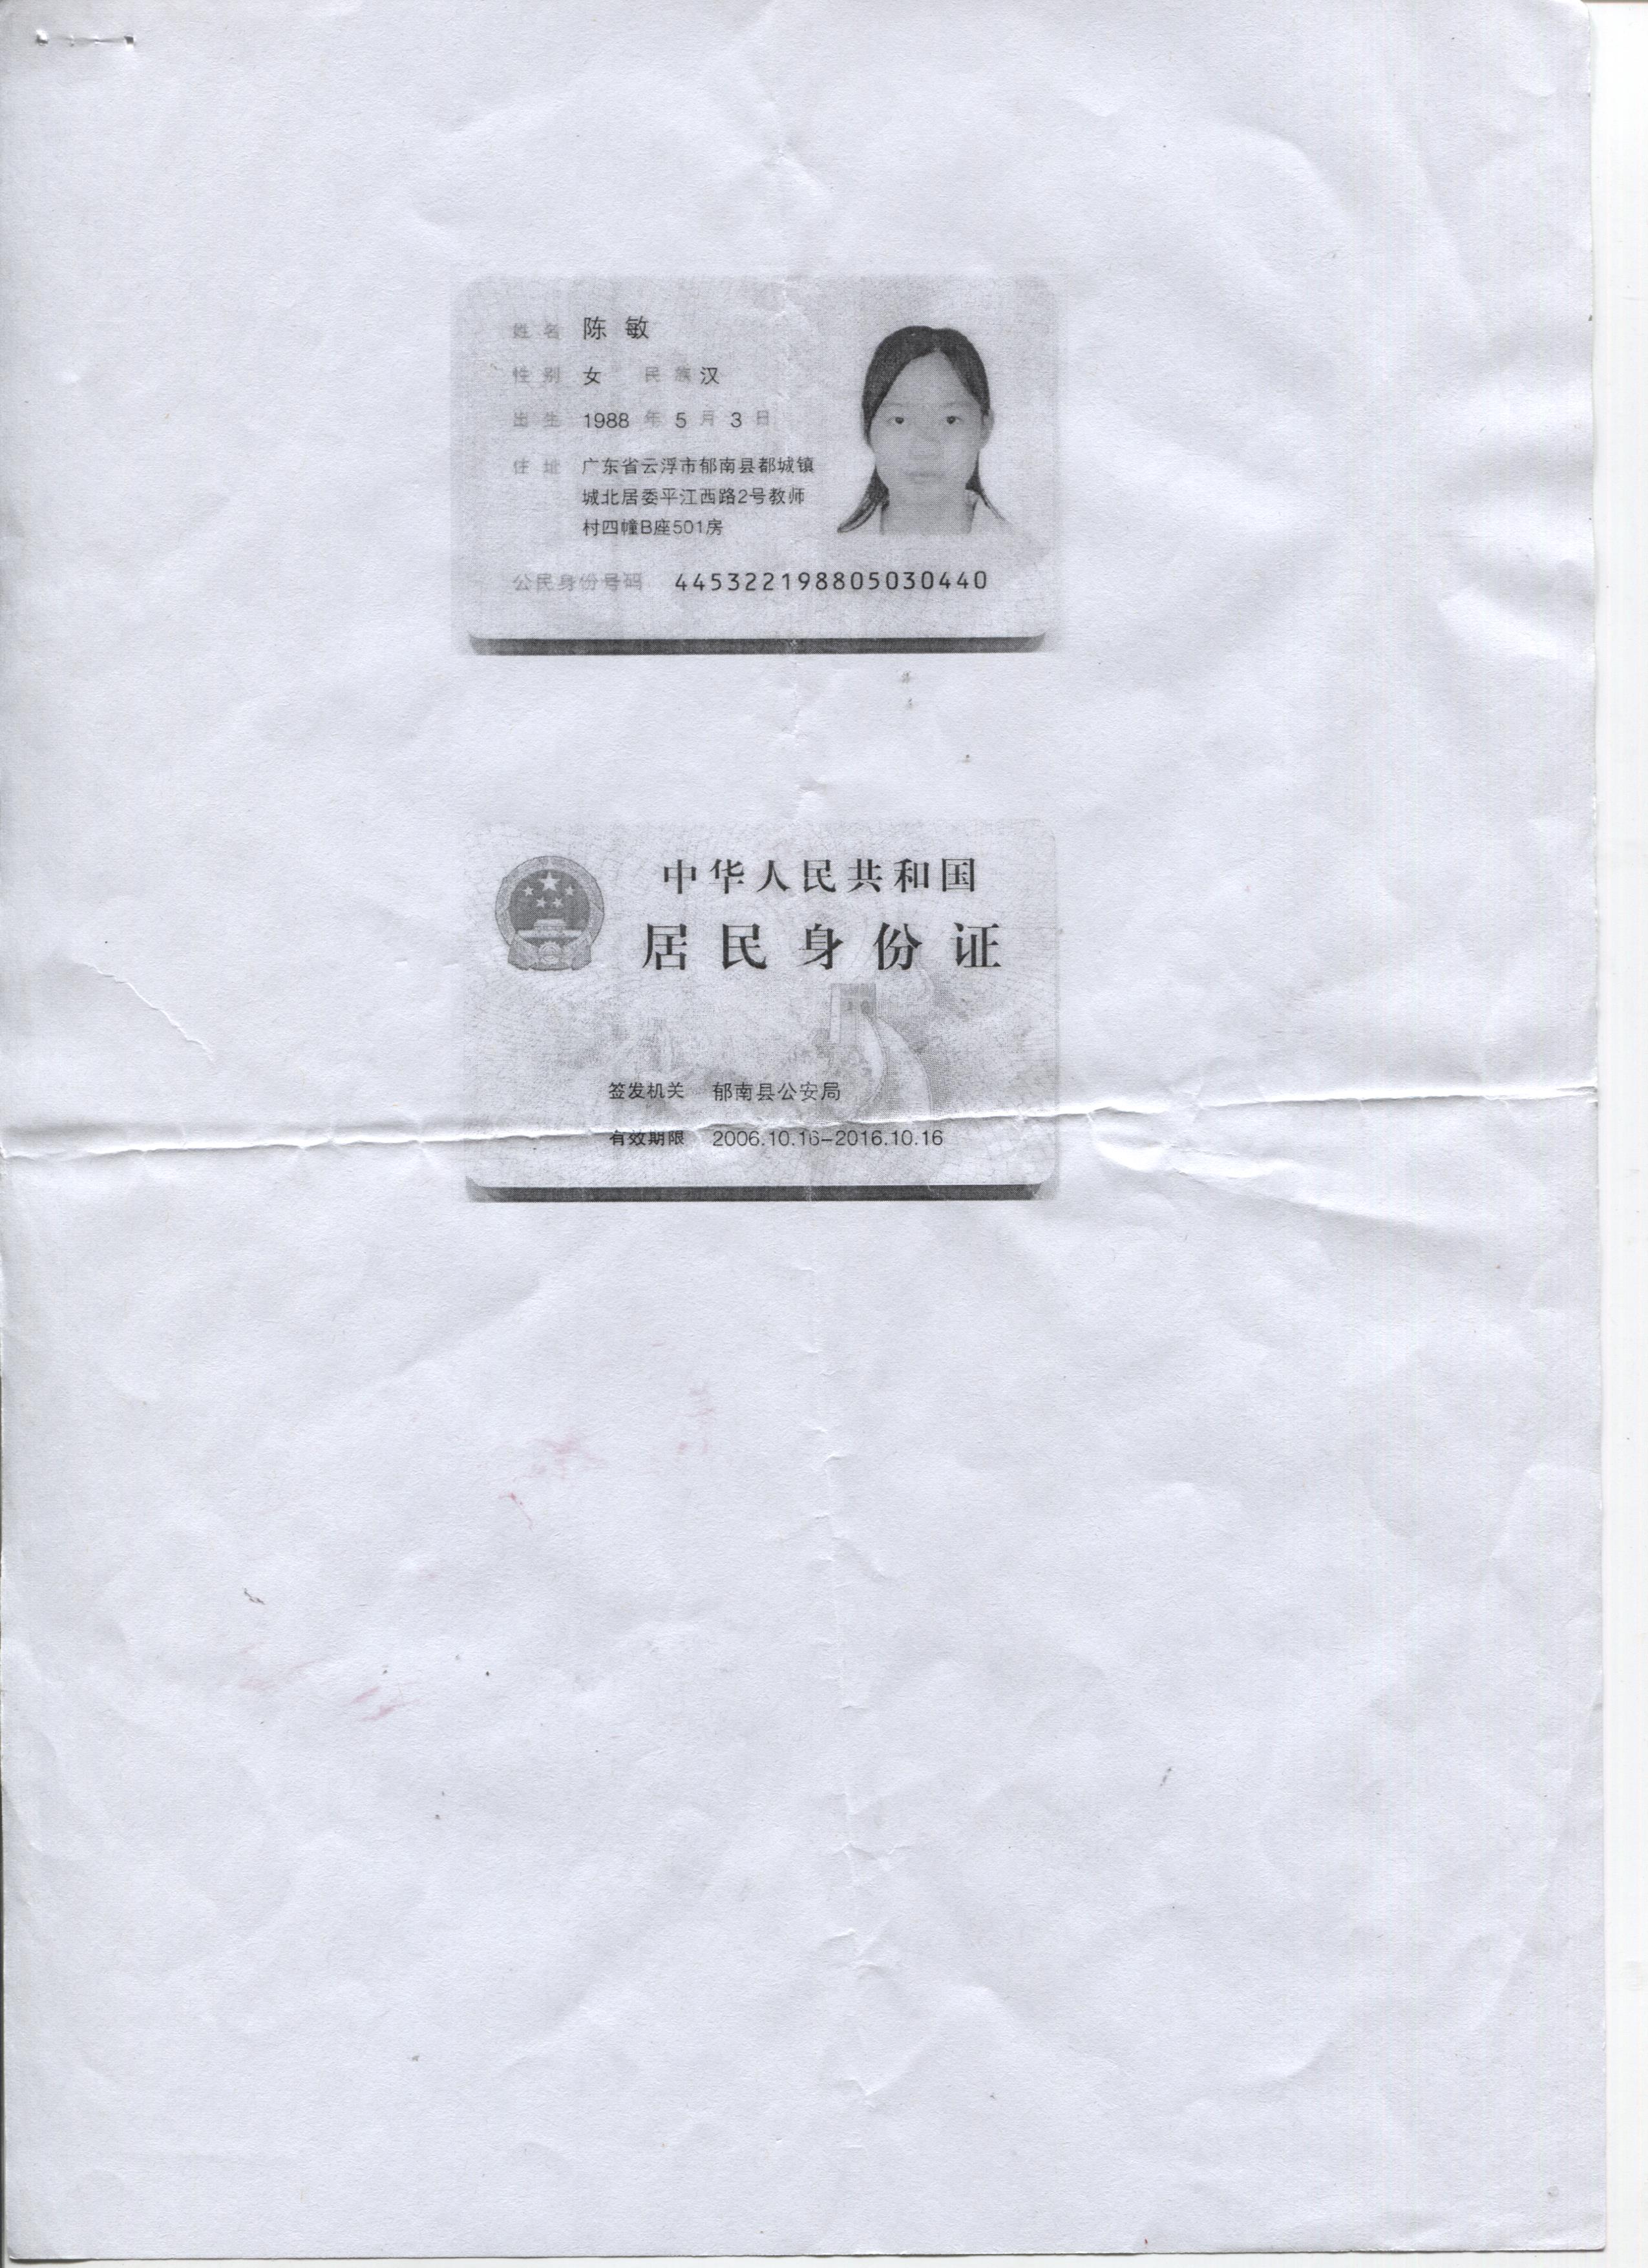 姓名 陈敏
性别 女 民族 汉
出生 1988 年 5 月 3 日
住址 广东省云浮市郁南县都城镇
城北居委平江西路2号教师
村四幢B座501房
公民身份号码 445322198805030440
中华人民共和国
居民身份证
签发机关 郁南县公安局
有效期限 2006.10.16-2016.10.16